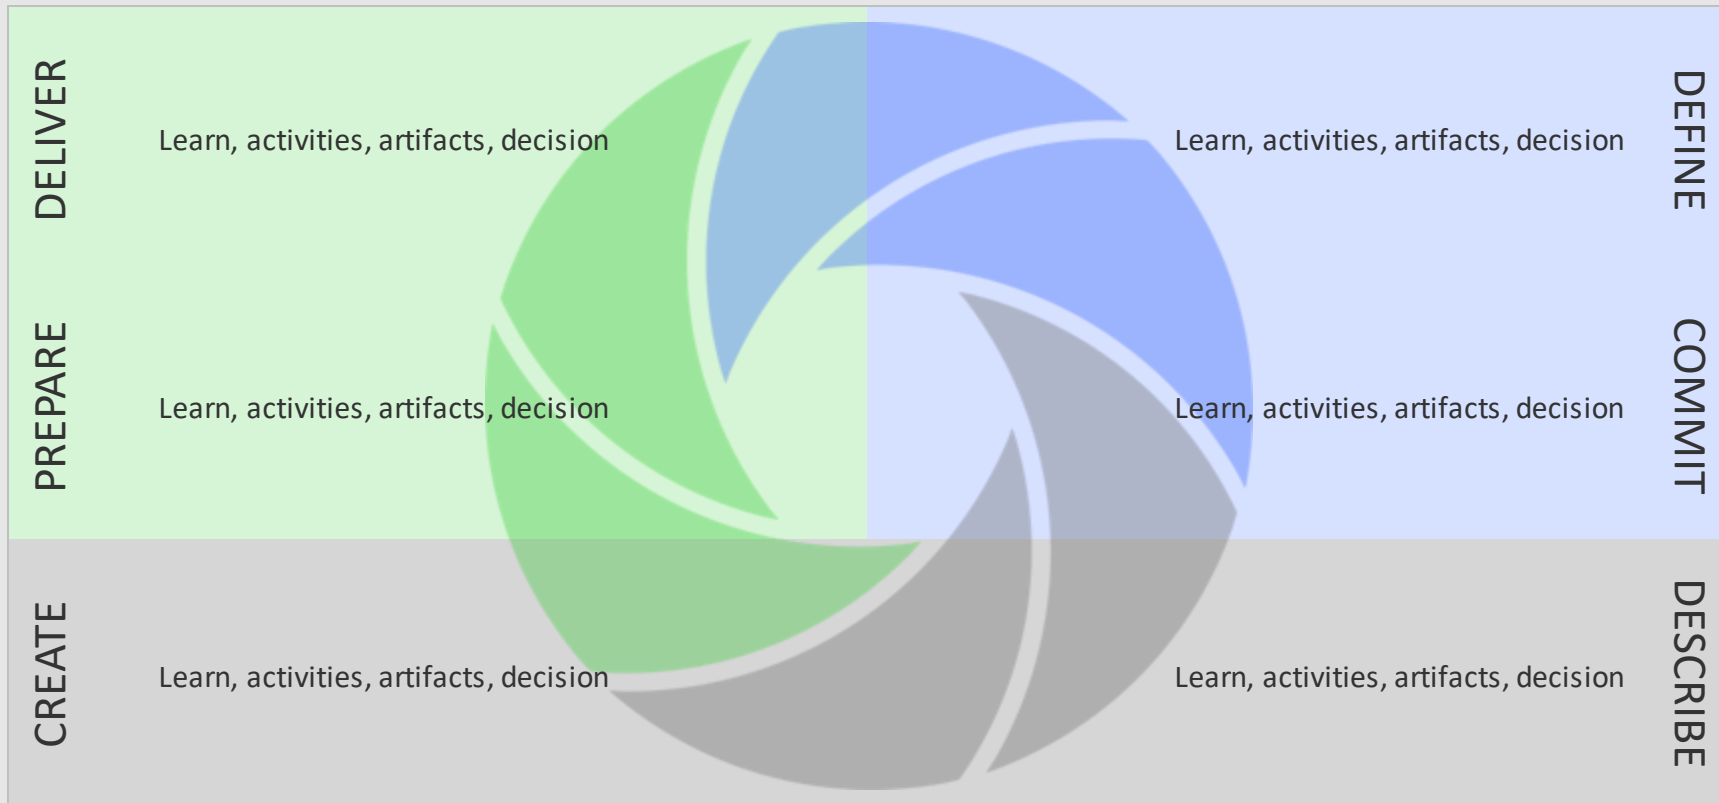 DELIVER
Learn, activities, artifacts, decision
Learn, activities, artifacts, decision
DEFINE
PREPARE
Learn, activities, artifacts, decision
Learn, activities, artifacts, decision
COMMIT
CREATE
Learn, activities, artifacts, decision
Learn, activities, artifacts, decision
DESCRIBE